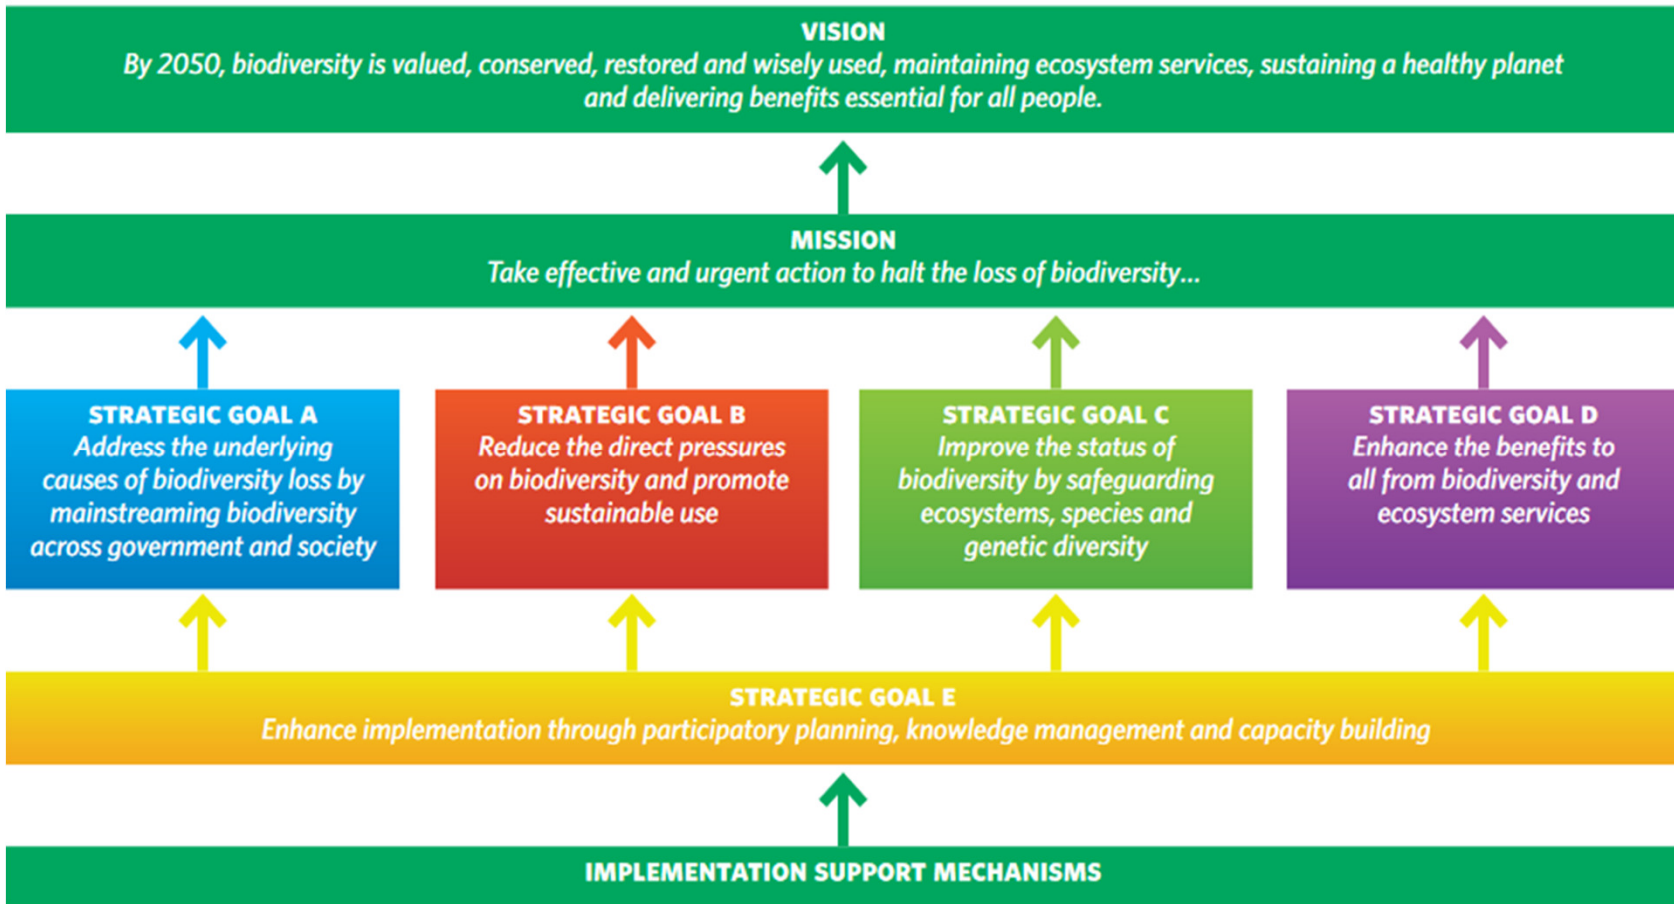 VISION
By 2050, biodiversity is valued, conserved, restored and wisely used, maintaining ecosystem services, sustaining a healthy planet
and delivering benefits essential for all people.
MISSION
Take effective and urgent action to halt the loss of biodiversity...
STRATEGIC GOAL A
Address the underlying
causes of biodiversity loss by
mainstreaming biodiversity
across government and society
STRATEGIC GOAL B
Reduce the direct pressures
on biodiversity and promote
sustainable use
STRATEGIC GOAL C
Improve the status of
biodiversity by safeguarding
ecosystems, species and
genetic diversity
STRATEGIC GOAL D
Enhance the benefits to
all from biodiversity and
ecosystem services
STRATEGIC GOAL E
Enhance implementation through participatory planning, knowledge management and capacity building
IMPLEMENTATION SUPPORT MECHANISMS